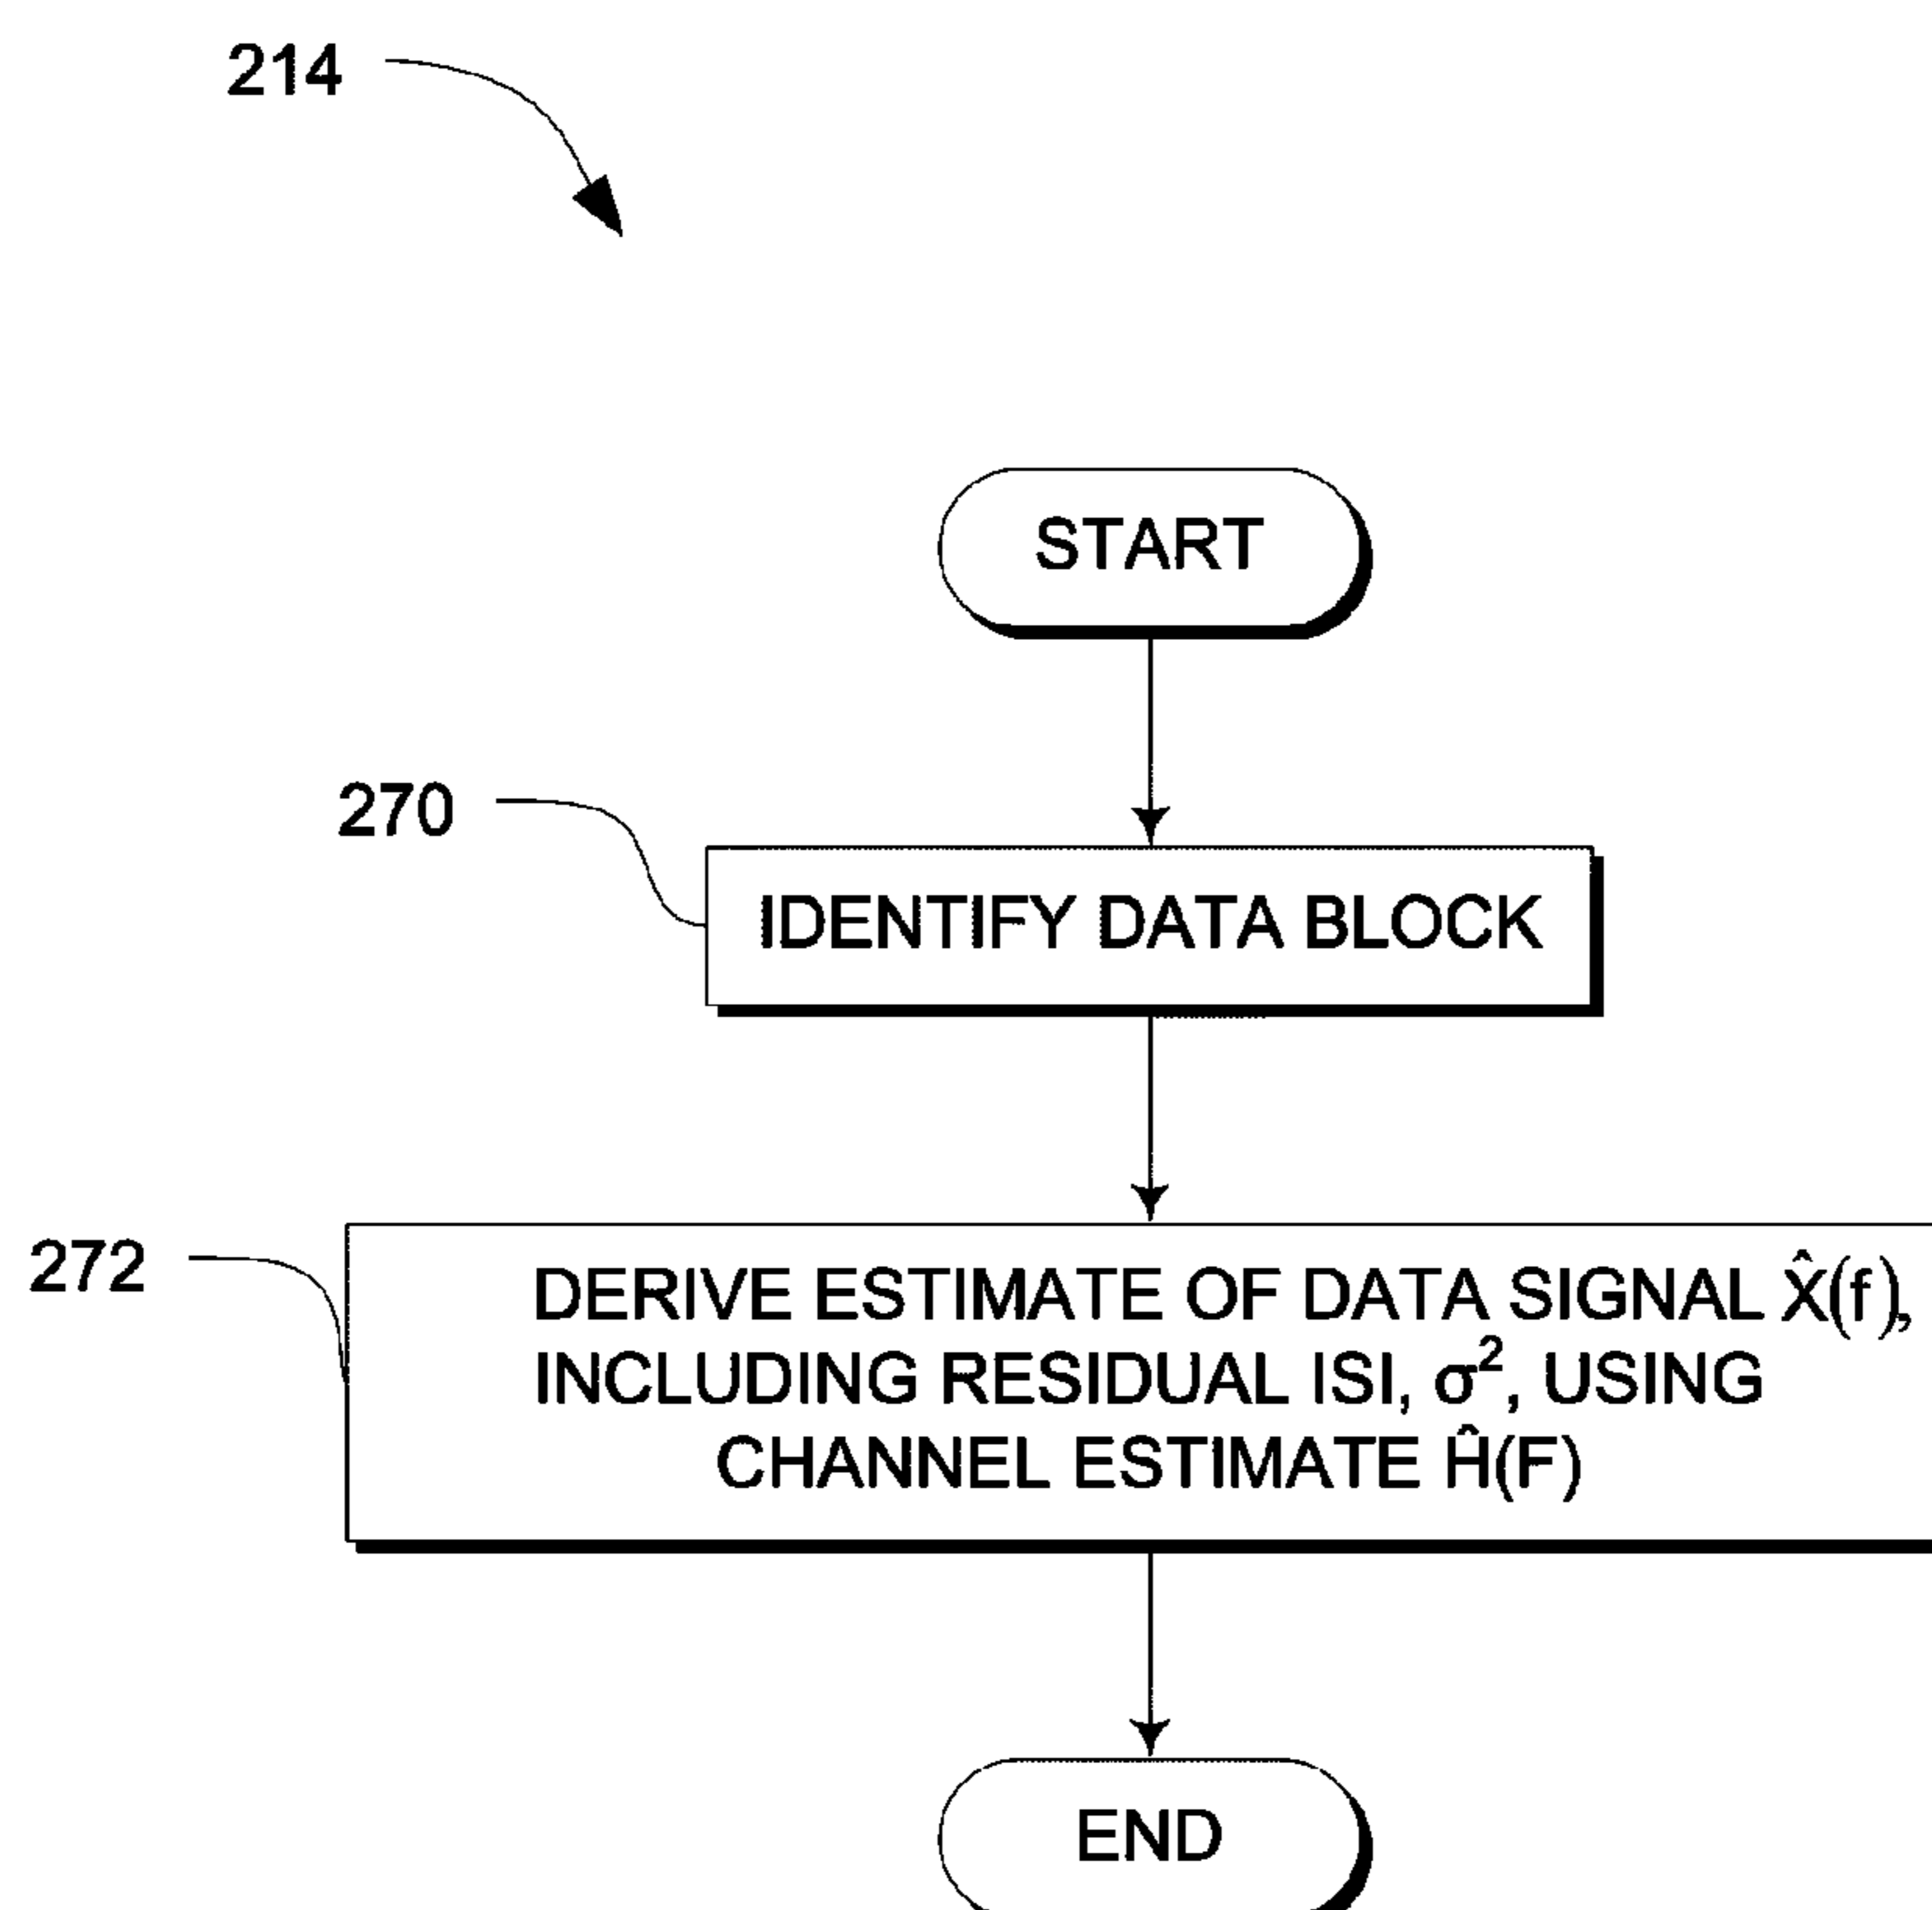 214
START
270
IDENTIFY DATA BLOCK
272
DERIVE ESTIMATE OF DATA SIGNAL X̂(f),
INCLUDING RESIDUAL ISI, σ², USING
CHANNEL ESTIMATE Ĥ(F)
END